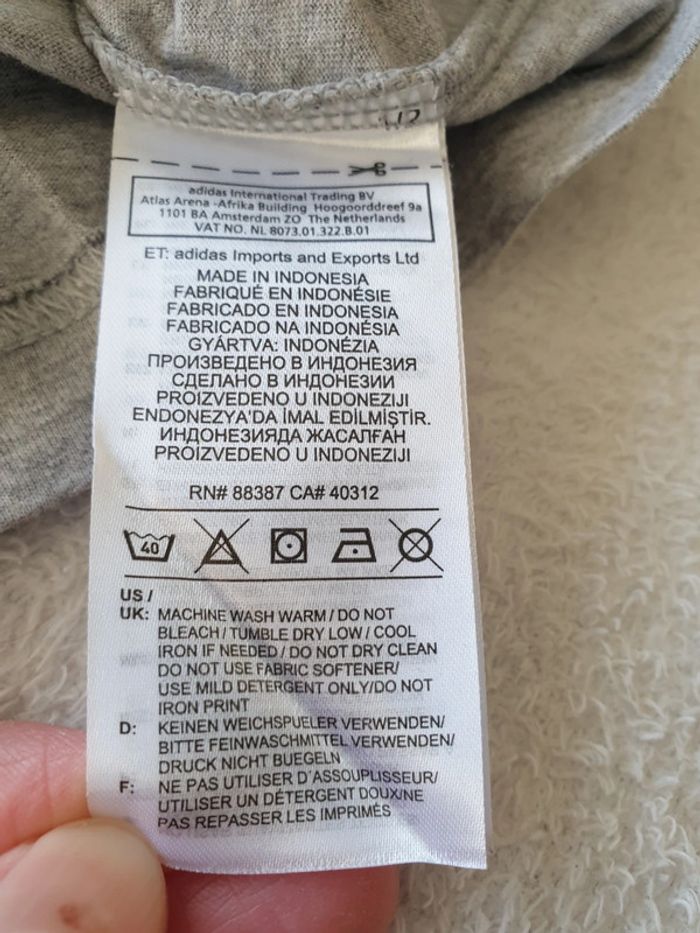 adidas International Trading BV
Atlas Arena -Afrika Building Hoogoorddreef 9a
1101 BA Amsterdam ZO The Netherlands
VAT NO. NL 8073.01.322.B.01
ET: adidas Imports and Exports Ltd
MADE IN INDONESIA
FABRIQUÉ EN INDONÉSIE
FABRICADO EN INDONESIA
FABRICADO NA INDONÉSIA
GYÁRTVA: INDONÉZIA
ПРОИЗВЕДЕНО В ИНДОНЕЗИЯ
СДЕЛАНО В ИНДОНЕЗИИ
PROIZVEDENO U INDONEZIJI
ENDONEZYA'DA İMAL EDİLMİŞTİR.
ИНДОНЕЗИЯДА ЖАСАЛҒАН
PROIZVEDENO U INDONEZIJI
RN# 88387 CA# 40312
40
US /
UK: MACHINE WASH WARM / DO NOT
BLEACH / TUMBLE DRY LOW / COOL
IRON IF NEEDED / DO NOT DRY CLEAN
DO NOT USE FABRIC SOFTENER/
USE MILD DETERGENT ONLY/DO NOT
IRON PRINT
D: KEINEN WEICHSPUELER VERWENDEN/
BITTE FEINWASCHMITTEL VERWENDEN/
DRUCK NICHT BUEGELN
F: NE PAS UTILISER D'ASSOUPLISSEUR/
UTILISER UN DÉTERGENT DOUX/NE
PAS REPASSER LES IMPRIMÉS